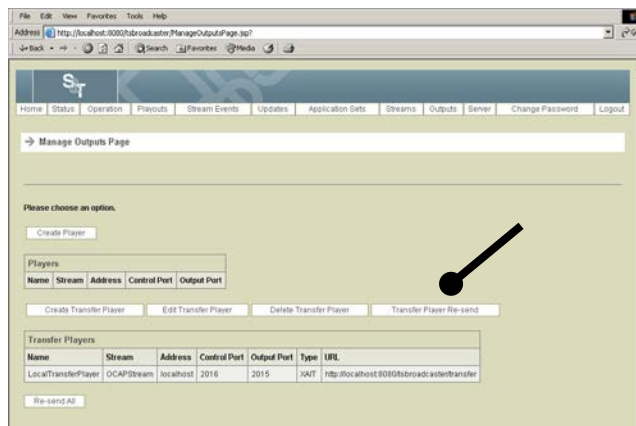 File Edit View Favorites Tools Help
Address http://localhost:8080/tsbroadcaster/ManageOutputsPage.jsp?
Back Search Favorites Media
S&T
Home Status Operation Playouts Stream Events Updates Application Sets Streams Outputs Server Change Password Logout
Manage Outputs Page
Please choose an option.
Create Player
Players
Name Stream Address Control Port Output Port
Create Transfer Player Edit Transfer Player Delete Transfer Player Transfer Player Re-send
Transfer Players
Name Stream Address Control Port Output Port Type URL
LocalTransferPlayer OCAPStream localhost 2016 2015 XAIT http://localhost:8080/tsbroadcaster/transfer
Re-send All